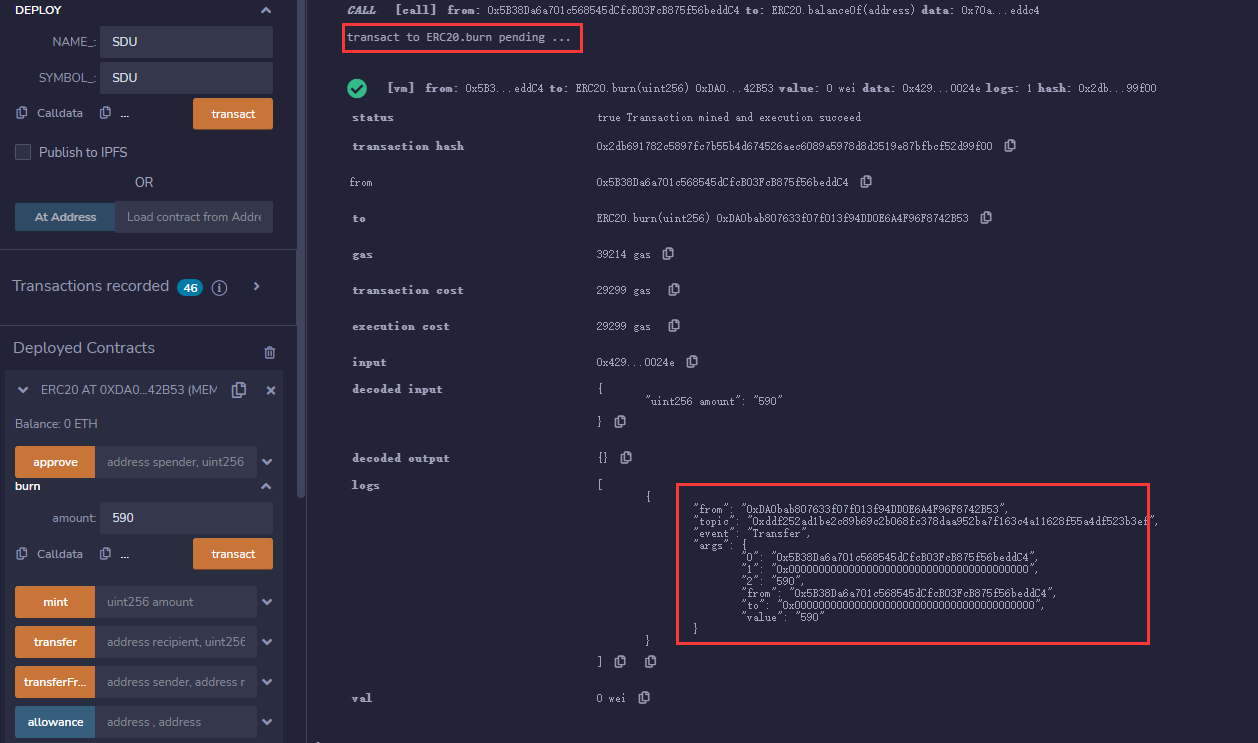 DEPLOY
NAME_: SDU
SYMBOL_: SDU
Calldata ... transact
Publish to IPFS
OR
At Address Load contract from Addre
Transactions recorded 46 i
Deployed Contracts
ERC20 AT 0XDA0...42B53 (MEM
Balance: 0 ETH
approve address spender, uint256
burn
amount: 590
Calldata ... transact
mint uint256 amount
transfer address recipient, uint256
transferFr... address sender, address r
allowance address , address
CALL [call] from: 0x5B38Da6a701c568545dCfcB03FcB875f56beddC4 to: ERC20.balanceOf(address) data: 0x70a...eddc4
transact to ERC20.burn pending ...
[vm] from: 0x5B3...eddC4 to: ERC20.burn(uint256) 0xDA0...42B53 value: 0 wei data: 0x429...0024e logs: 1 hash: 0x2db...99f00
status true Transaction mined and execution succeed
transaction hash 0x2db691782c5897fc7b55b4d674526aec6089a5978d8d3519e87bfbcf52d99f00
from 0x5B38Da6a701c568545dCfcB03FcB875f56beddC4
to ERC20.burn(uint256) 0xDA0bab807633f07f013f94DD0E6A4F96F8742B53
gas 39214 gas
transaction cost 29299 gas
execution cost 29299 gas
input 0x429...0024e
decoded input {
"uint256 amount": "590"
}
decoded output {}
logs [
{
"from": "0xDA0bab807633f07f013f94DD0E6A4F96F8742B53",
"topic": "0xddf252ad1be2c89b69c2b068fc378daa952ba7f163c4a11628f55a4df523b3ef",
"event": "Transfer",
"args": {
"0": "0x5B38Da6a701c568545dCfcB03FcB875f56beddC4",
"1": "0x0000000000000000000000000000000000000000",
"2": "590",
"from": "0x5B38Da6a701c568545dCfcB03FcB875f56beddC4",
"to": "0x0000000000000000000000000000000000000000",
"value": "590"
}
}
]
val 0 wei